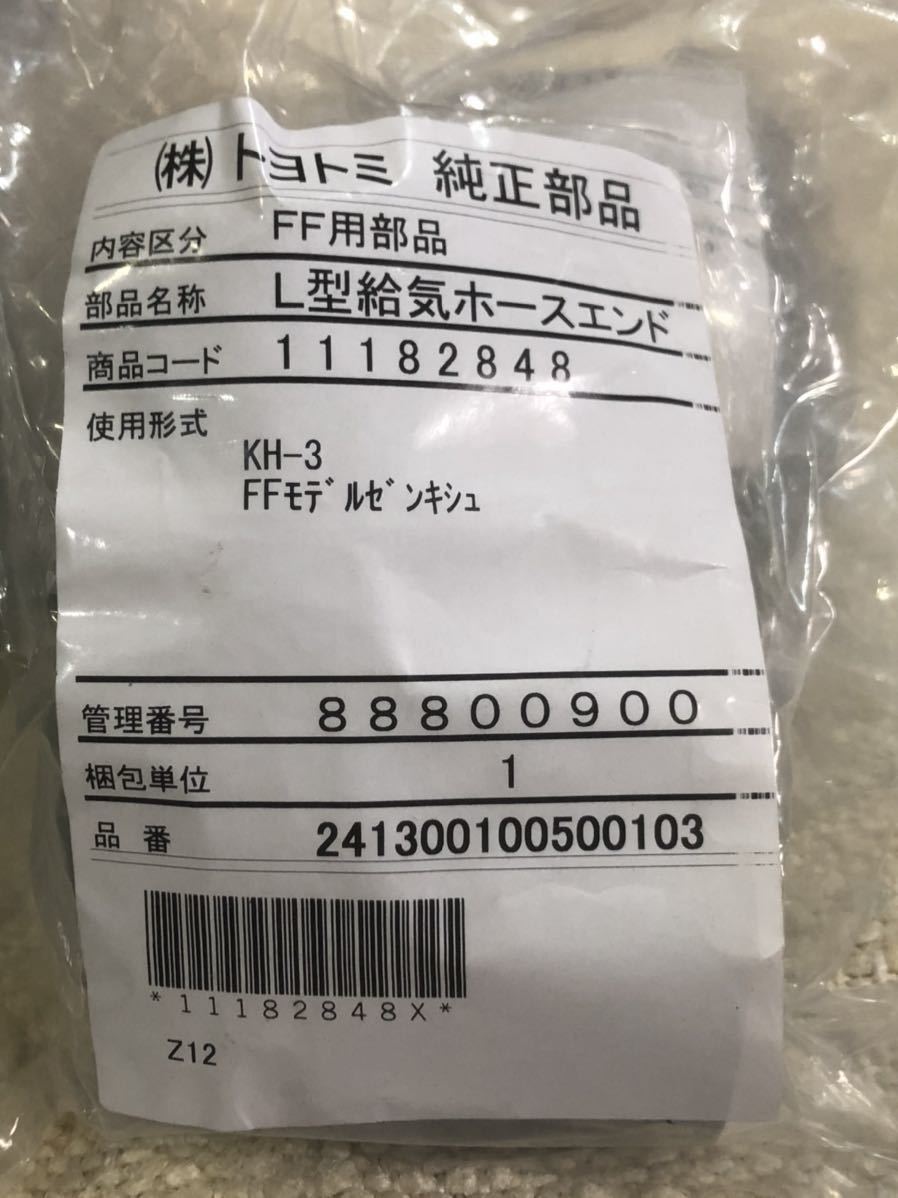 ㈱トヨトミ 純正部品
内容区分 FF用部品
部品名称 L型給気ホースエンド
商品コード 11182848
使用形式
KH-3
FFﾓﾃﾞﾙｾﾞﾝｷｼｭ
管理番号 88800900
梱包単位 1
品番 241300100500103
*11182848X*
Z12